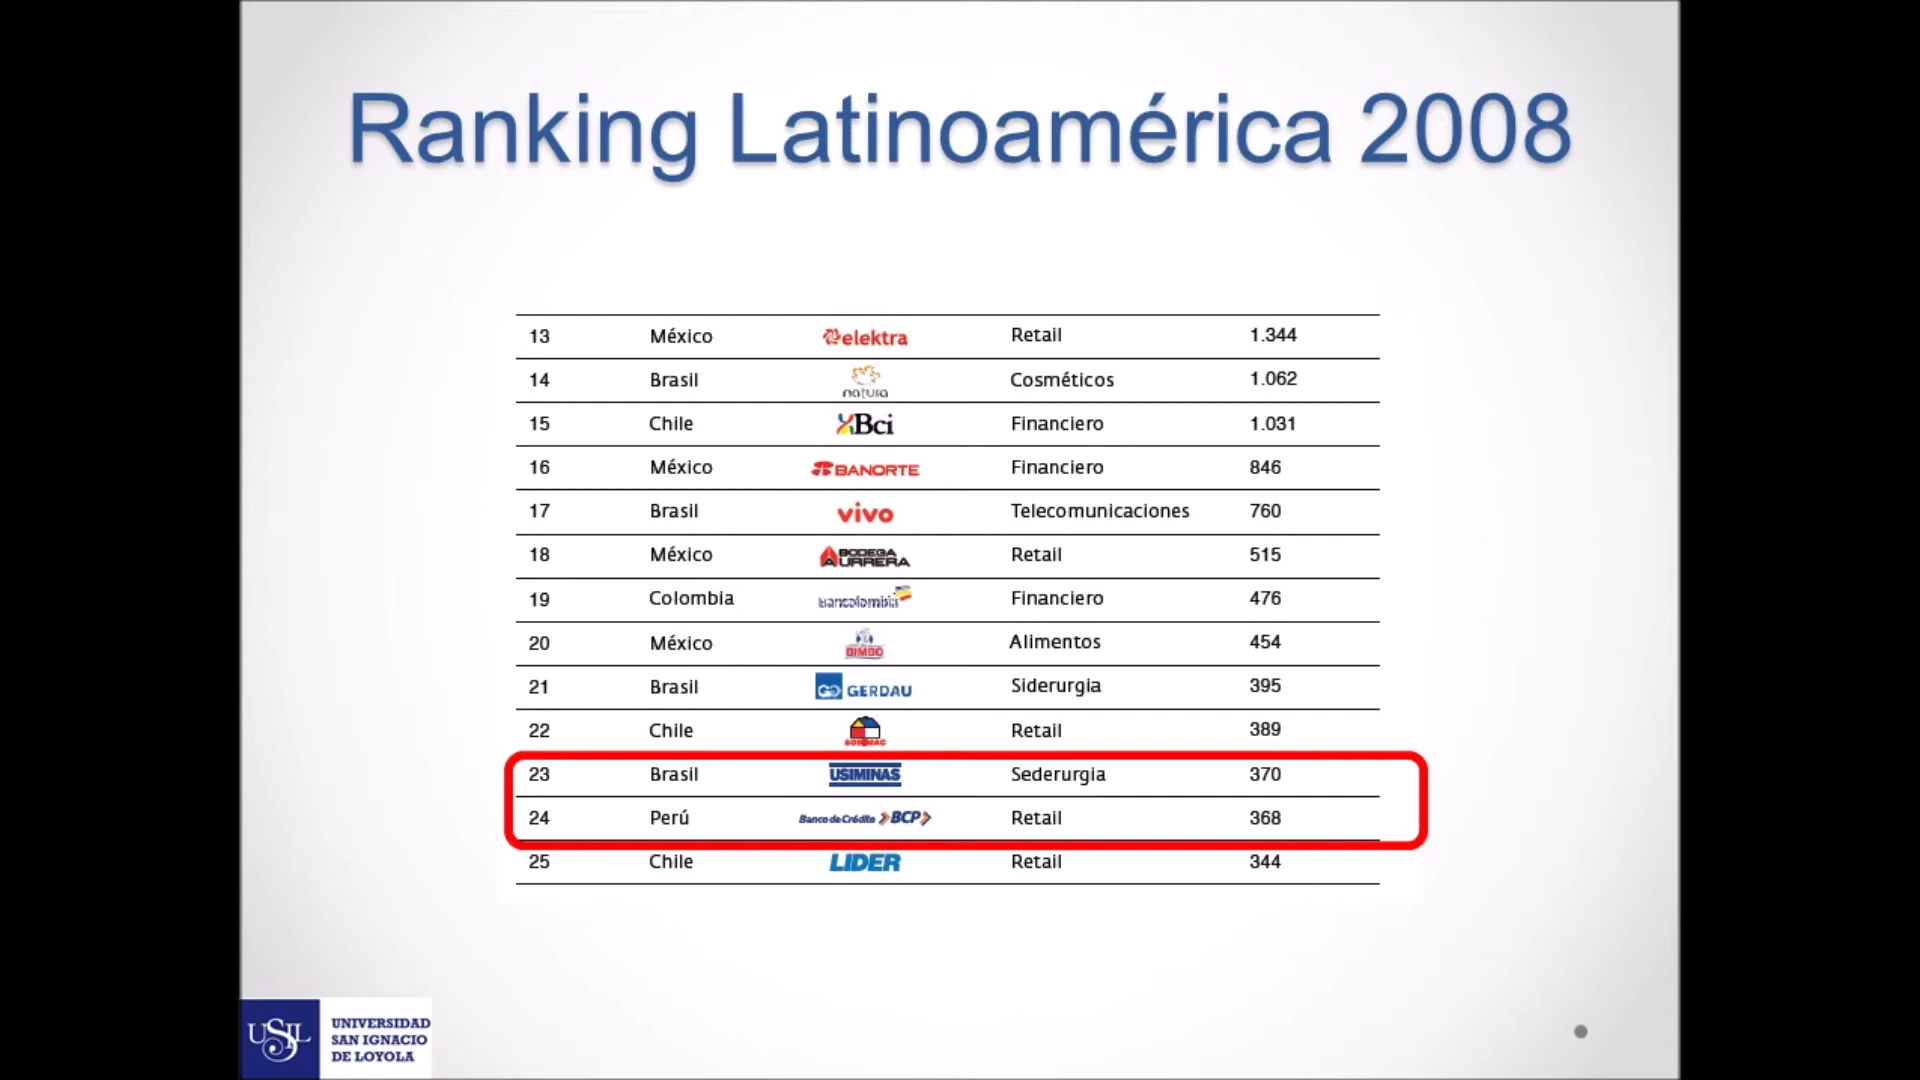 Ranking Latinoamérica 2008
13 México elektra Retail 1.344
14 Brasil natura Cosméticos 1.062
15 Chile Bci Financiero 1.031
16 México BANORTE Financiero 846
17 Brasil vivo Telecomunicaciones 760
18 México BODEGA AURRERA Retail 515
19 Colombia Bancolombia Financiero 476
20 México BIMBO Alimentos 454
21 Brasil GERDAU Siderurgia 395
22 Chile SODIMAC Retail 389
23 Brasil USIMINAS Sederurgia 370
24 Perú Banco de Crédito BCP Retail 368
25 Chile LIDER Retail 344
USIL UNIVERSIDAD
SAN IGNACIO
DE LOYOLA